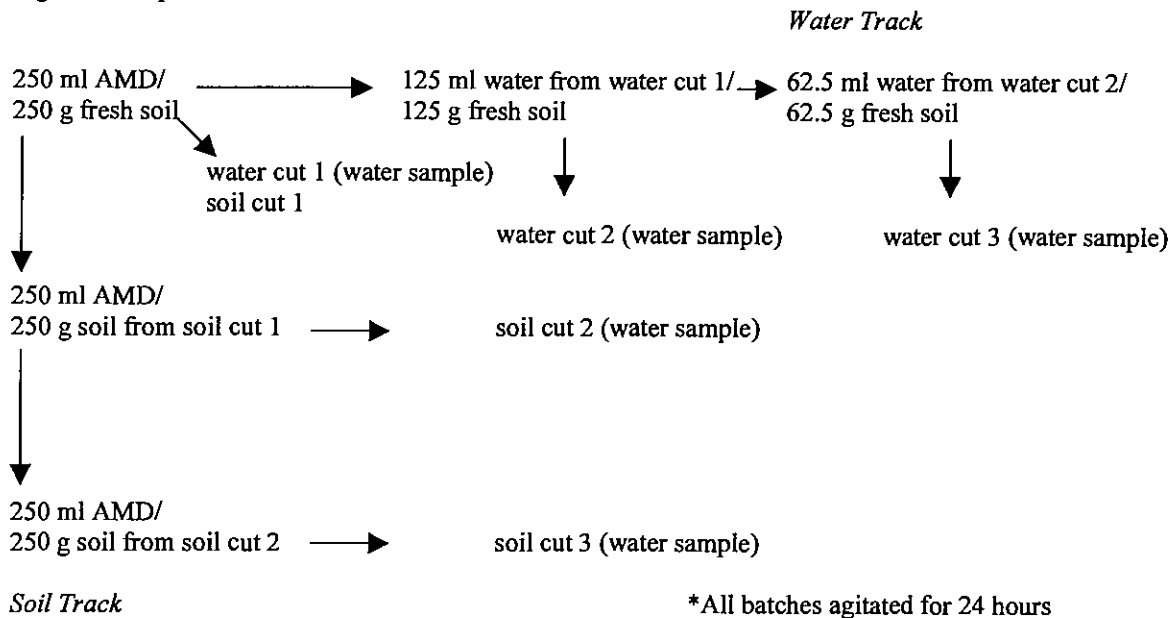 Water Track
250 ml AMD/
250 g fresh soil
125 ml water from water cut 1/
125 g fresh soil
62.5 ml water from water cut 2/
62.5 g fresh soil
water cut 1 (water sample)
soil cut 1
water cut 2 (water sample)
water cut 3 (water sample)
250 ml AMD/
250 g soil from soil cut 1
soil cut 2 (water sample)
250 ml AMD/
250 g soil from soil cut 2
soil cut 3 (water sample)
Soil Track
*All batches agitated for 24 hours